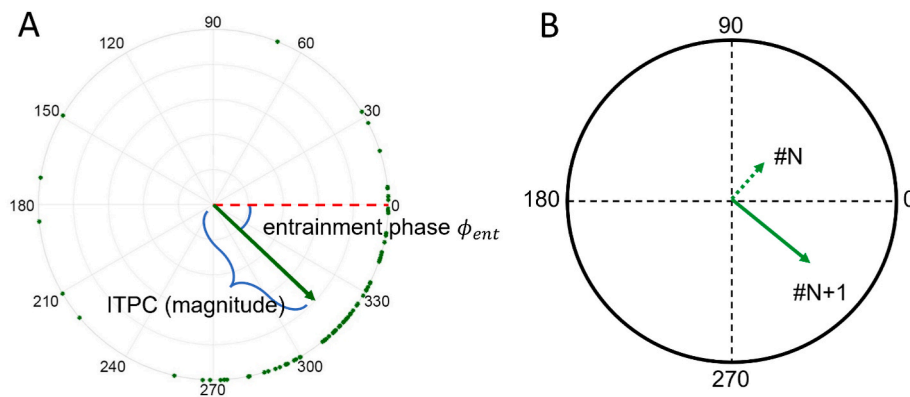 A
90
120
60
150
30
180
0
entrainment phase ϕ_ent
ITPC (magnitude)
210
330
240
300
270
B
90
#N
180
0
#N+1
270